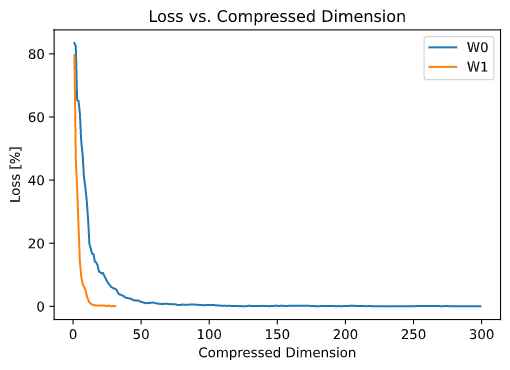 Loss vs. Compressed Dimension
W0
W1
80
60
40
20
0
Loss [%]
0 50 100 150 200 250 300
Compressed Dimension